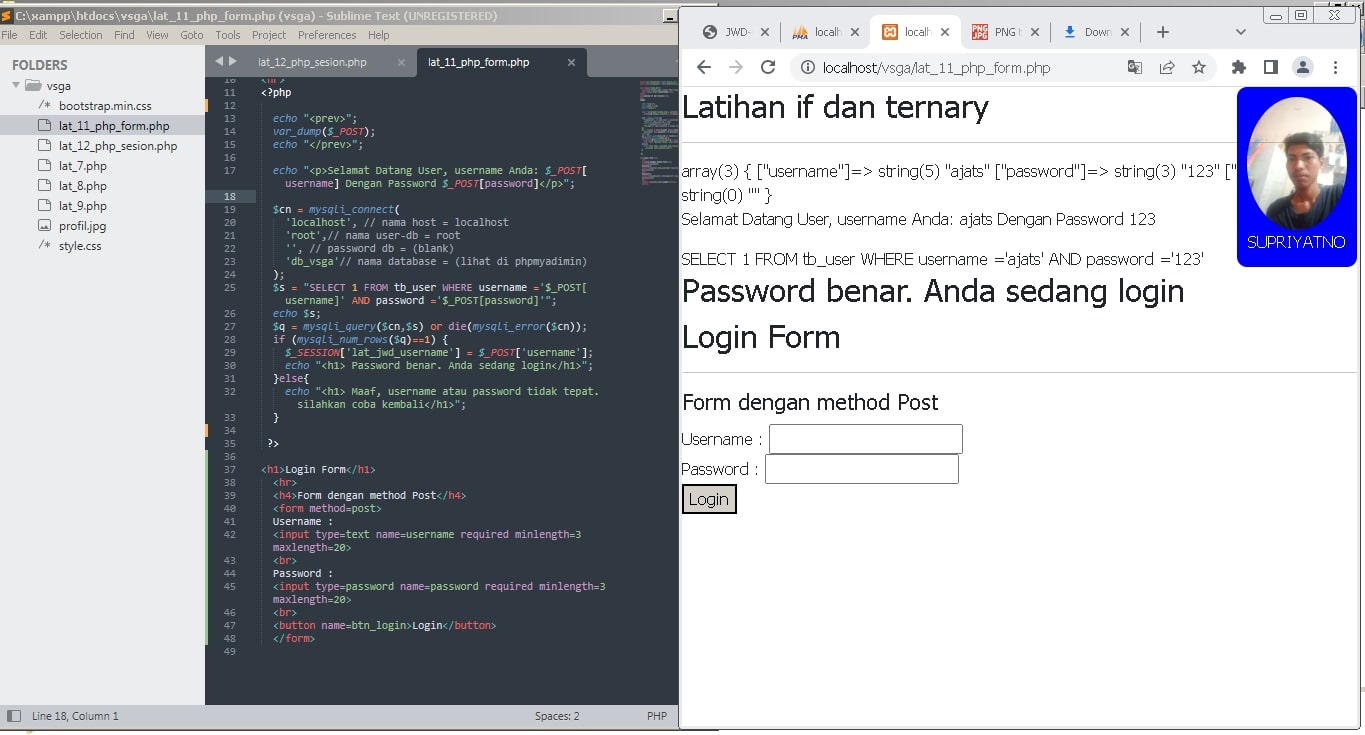 C:\xampp\htdocs\vsga\lat_11_php_form.php (vsga) - Sublime Text (UNREGISTERED)
File Edit Selection Find View Goto Tools Project Preferences Help
FOLDERS
vsga
/* bootstrap.min.css
lat_11_php_form.php
lat_12_php_sesion.php
lat_7.php
lat_8.php
lat_9.php
profil.jpg
/* style.css
lat_12_php_sesion.php lat_11_php_form.php
10 <hr>
11 <?php
12
13 echo "<prev>";
14 var_dump($_POST);
15 echo "</prev>";
16
17 echo "<p>Selamat Datang User, username Anda: $_POST[
username] Dengan Password $_POST[password]</p>";
18
19 $cn = mysqli_connect(
20 'localhost', // nama host = localhost
21 'root',// nama user-db = root
22 '', // password db = (blank)
23 'db_vsga'// nama database = (lihat di phpmyadimin)
24 );
25 $s = "SELECT 1 FROM tb_user WHERE username ='$_POST[
username]' AND password ='$_POST[password]'";
26 echo $s;
27 $q = mysqli_query($cn,$s) or die(mysqli_error($cn));
28 if (mysqli_num_rows($q)==1) {
29 $_SESSION['lat_jwd_username'] = $_POST['username'];
30 echo "<h1> Password benar. Anda sedang login</h1>";
31 }else{
32 echo "<h1> Maaf, username atau password tidak tepat.
silahkan coba kembali</h1>";
33 }
34
35 ?>
36
37 <h1>Login Form</h1>
38 <hr>
39 <h4>Form dengan method Post</h4>
40 <form method=post>
41 Username :
42 <input type=text name=username required minlength=3
maxlength=20>
43 <br>
44 Password :
45 <input type=password name=password required minlength=3
maxlength=20>
46 <br>
47 <button name=btn_login>Login</button>
48 </form>
49
Line 18, Column 1 Spaces: 2 PHP
JWD- localh localh PNG Down
localhost/vsga/lat_11_php_form.php
Latihan if dan ternary
array(3) { ["username"]=> string(5) "ajats" ["password"]=> string(3) "123" ["
string(0) "" }
Selamat Datang User, username Anda: ajats Dengan Password 123
SUPRIYATNO
SELECT 1 FROM tb_user WHERE username ='ajats' AND password ='123'
Password benar. Anda sedang login
Login Form
Form dengan method Post
Username :
Password :
Login